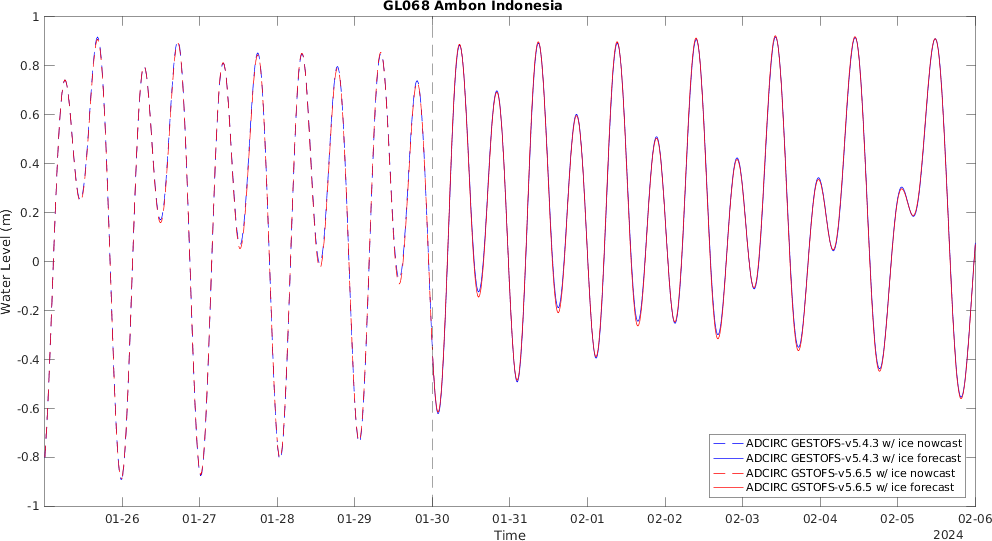 GL068 Ambon Indonesia
1
0.8
0.6
0.4
0.2
0
-0.2
-0.4
-0.6
-0.8
-1
Water Level (m)
ADCIRC GESTOFS-v5.4.3 w/ ice nowcast
ADCIRC GESTOFS-v5.4.3 w/ ice forecast
ADCIRC GSTOFS-v5.6.5 w/ ice nowcast
ADCIRC GSTOFS-v5.6.5 w/ ice forecast
01-26 01-27 01-28 01-29 01-30 01-31 02-01 02-02 02-03 02-04 02-05 02-06
Time
2024